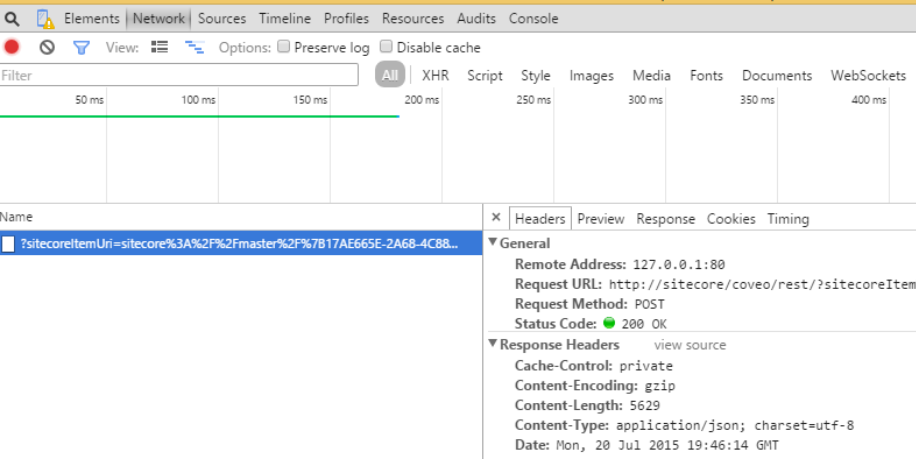 Elements Network Sources Timeline Profiles Resources Audits Console
View: Options: Preserve log Disable cache
Filter All XHR Script Style Images Media Fonts Documents WebSockets
50 ms 100 ms 150 ms 200 ms 250 ms 300 ms 350 ms 400 ms
Name
?sitecoreItemUri=sitecore%3A%2F%2Fmaster%2F%7B17AE665E-2A68-4C88...
× Headers Preview Response Cookies Timing
▼General
Remote Address: 127.0.0.1:80
Request URL: http://sitecore/coveo/rest/?sitecoreItem
Request Method: POST
Status Code: 200 OK
▼Response Headers view source
Cache-Control: private
Content-Encoding: gzip
Content-Length: 5629
Content-Type: application/json; charset=utf-8
Date: Mon, 20 Jul 2015 19:46:14 GMT